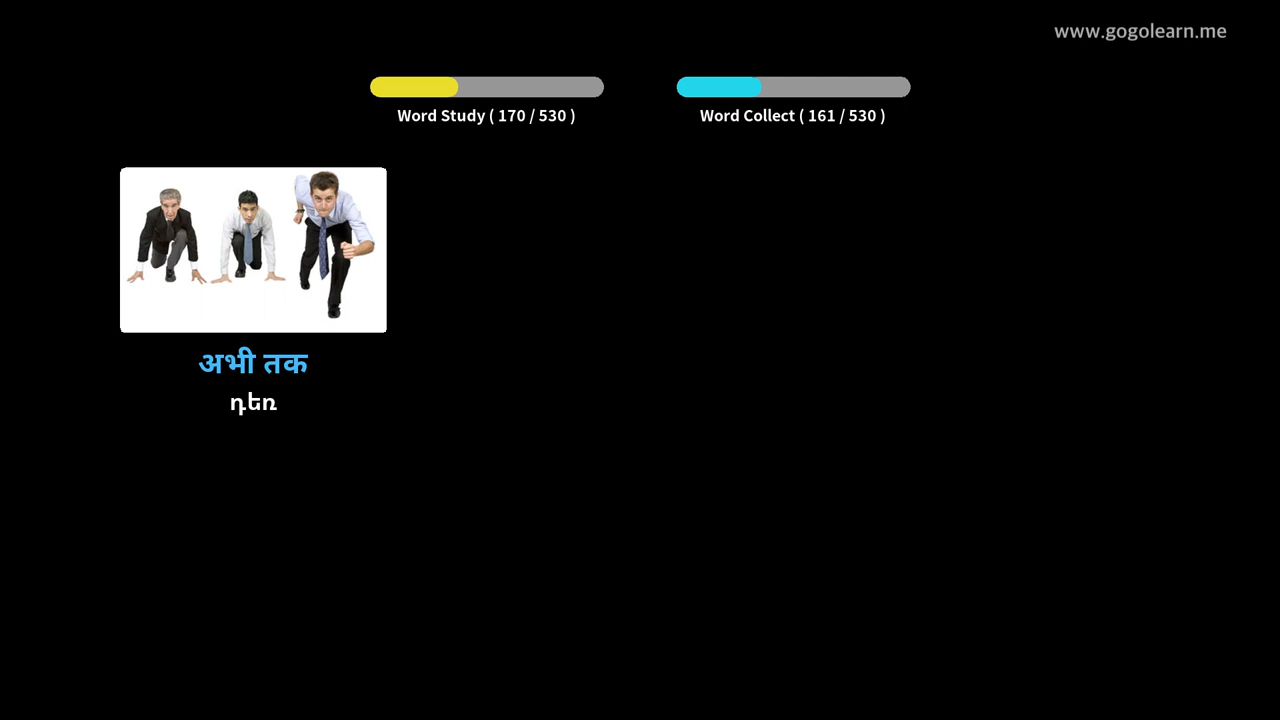 www.gogolearn.me
Word Study ( 170 / 530 )
Word Collect ( 161 / 530 )
अभी तक
դեռ